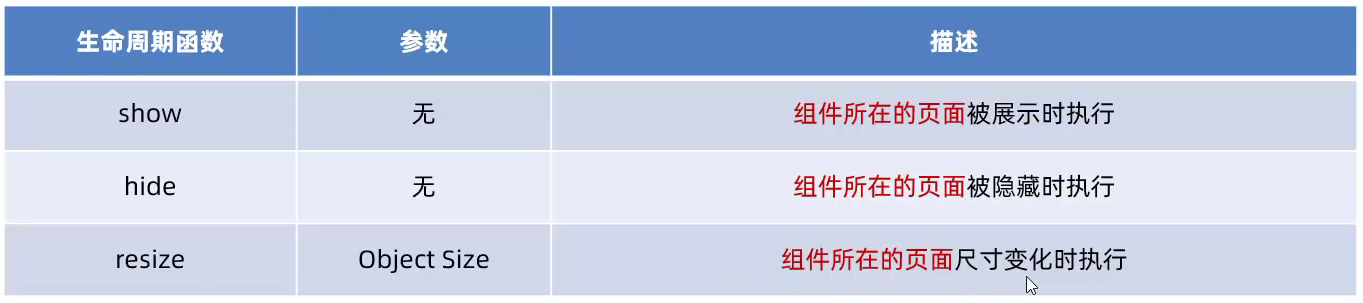 生命周期函数 参数 描述
show 无 组件所在的页面被展示时执行
hide 无 组件所在的页面被隐藏时执行
resize Object Size 组件所在的页面尺寸变化时执行